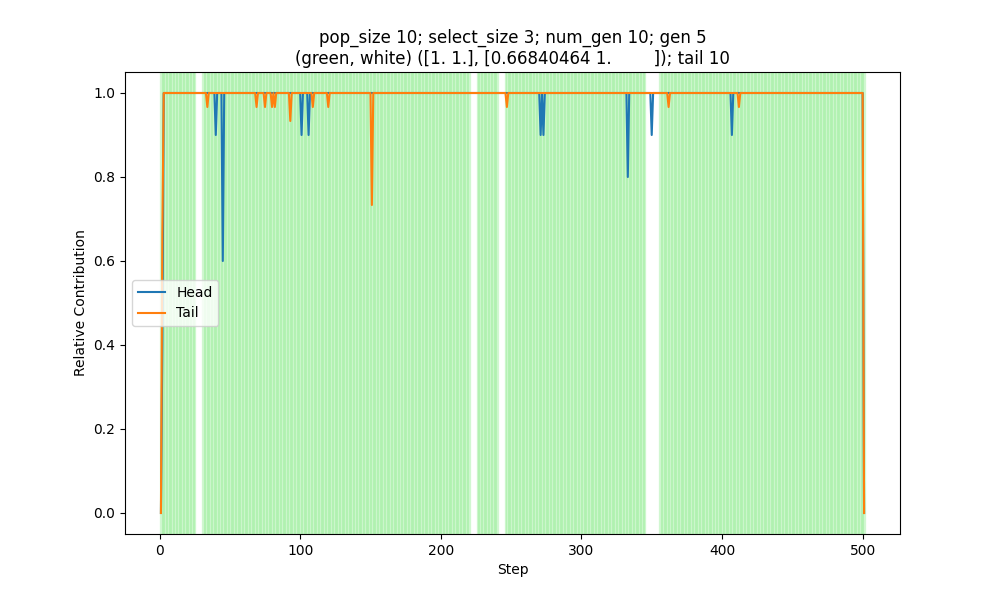 pop_size 10; select_size 3; num_gen 10; gen 5
(green, white) ([1. 1.], [0.66840464 1.         ]); tail 10
1.0
0.8
0.6
0.4
0.2
0.0
Relative Contribution
Head
Tail
0
100
200
300
400
500
Step